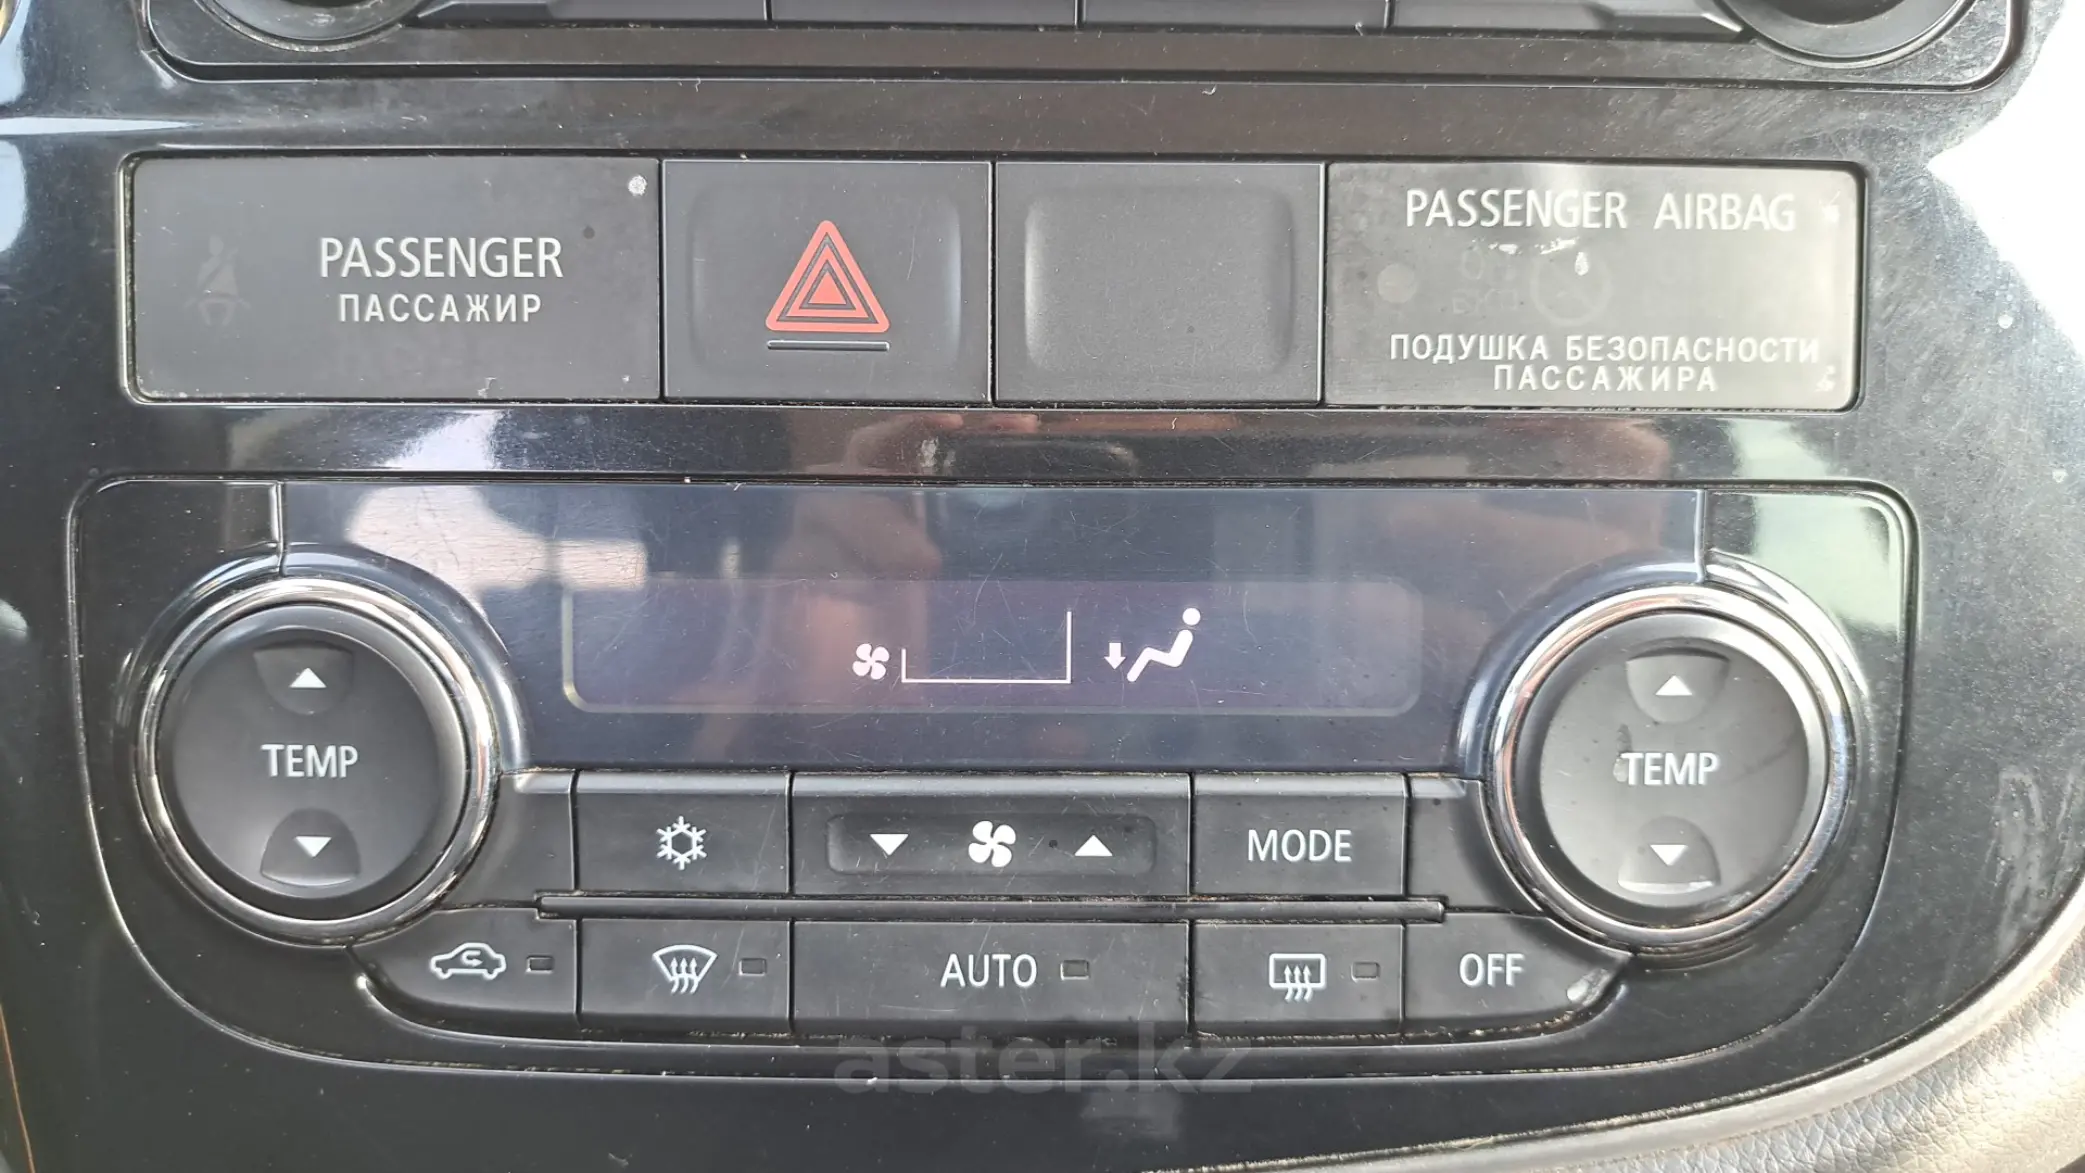 PASSENGER
ПАССАЖИР
PASSENGER AIRBAG
ПОДУШКА БЕЗОПАСНОСТИ
ПАССАЖИРА
TEMP
TEMP
MODE
AUTO
OFF
aster.kz